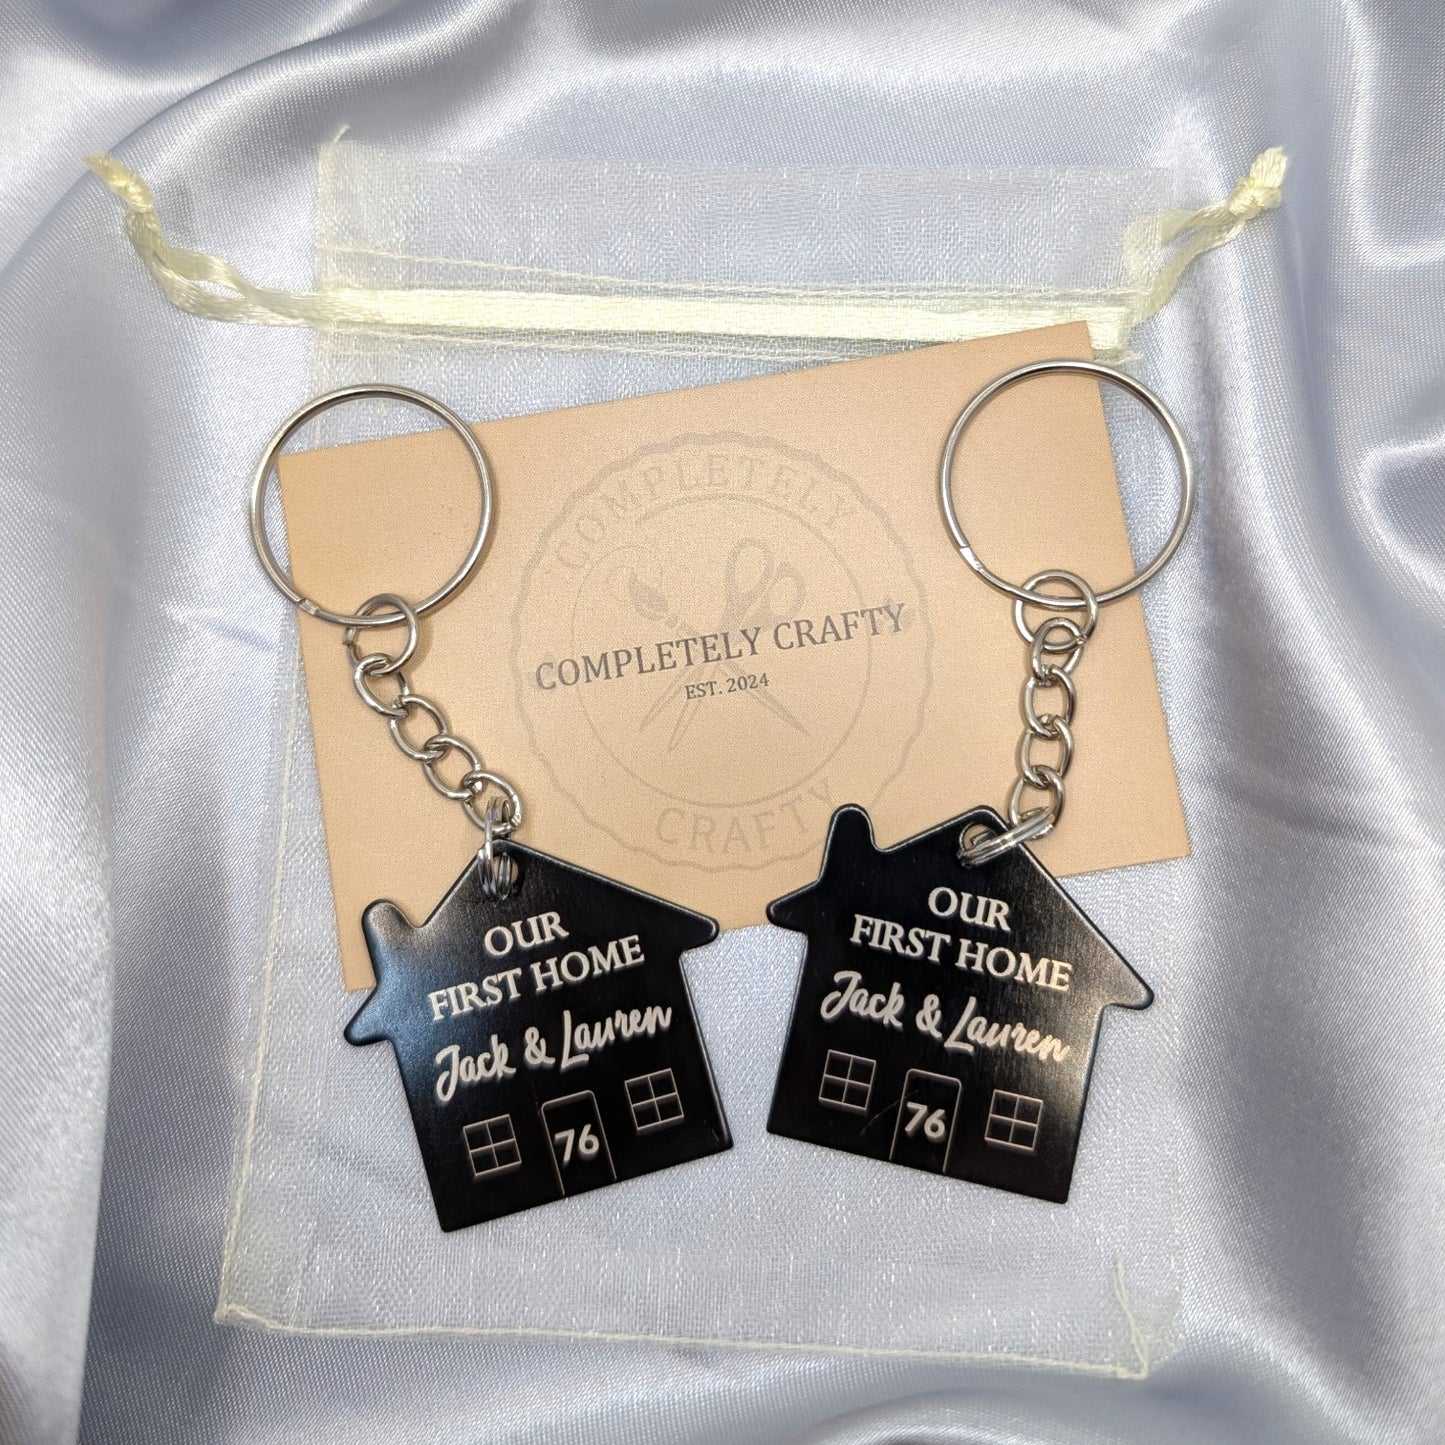 COMPLETELY
COMPLETELY CRAFTY
EST. 2024
CRAFTY
OUR
FIRST HOME
Jack & Lauren
76
OUR
FIRST HOME
Jack & Lauren
76